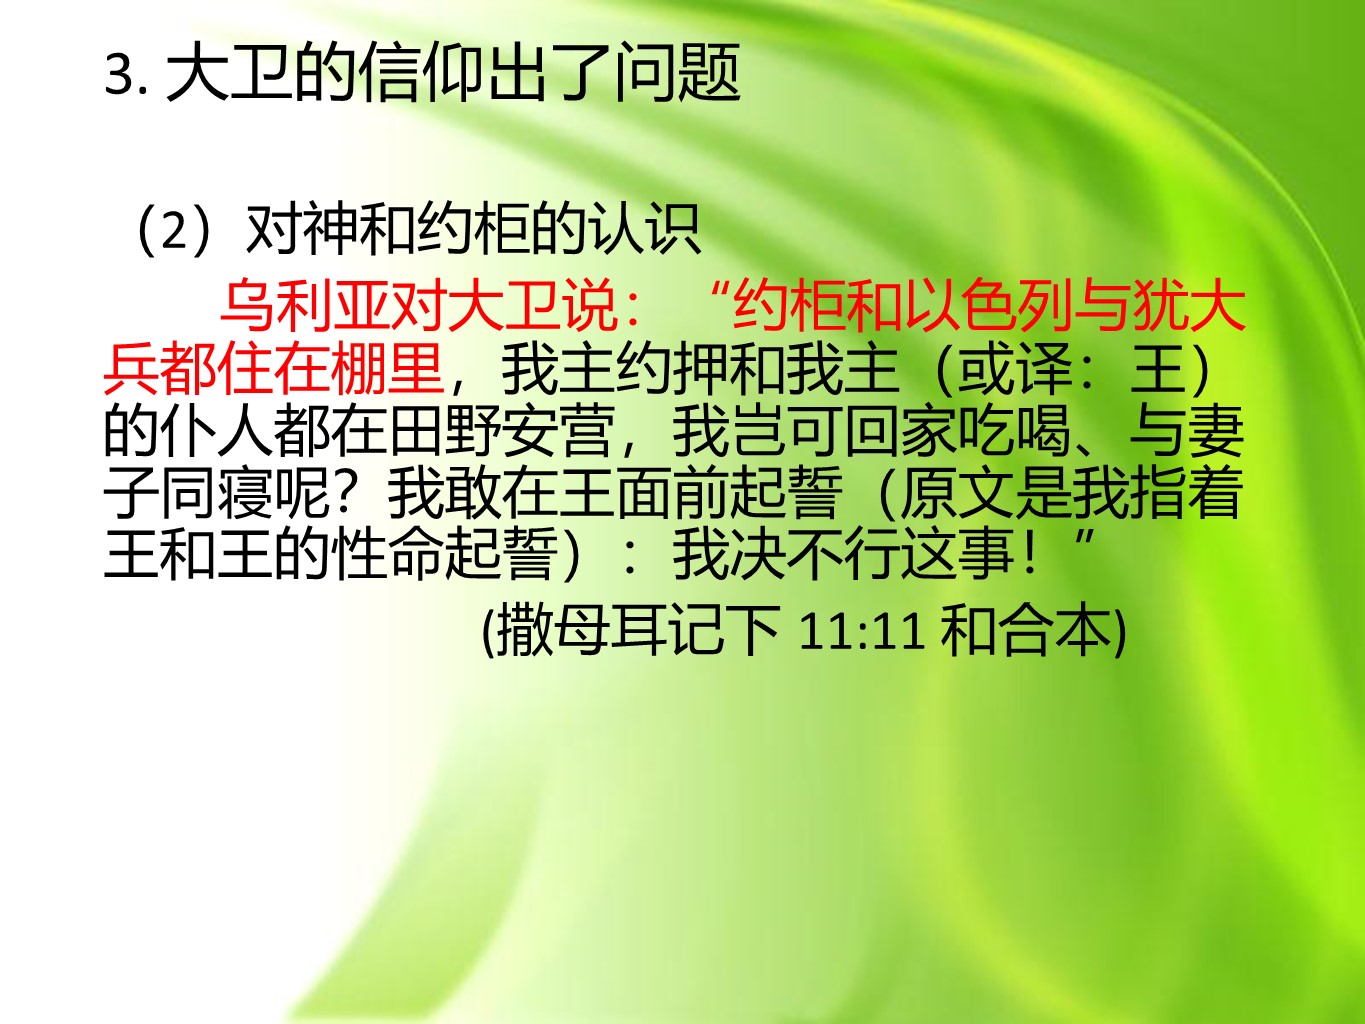 3. 大卫的信仰出了问题
（2）对神和约柜的认识
乌利亚对大卫说：“约柜和以色列与犹大
兵都住在棚里，我主约押和我主（或译：王）
的仆人都在田野安营，我岂可回家吃喝、与妻
子同寝呢？我敢在王面前起誓（原文是我指着
王和王的性命起誓）：我决不行这事！”
(撒母耳记下 11:11 和合本)